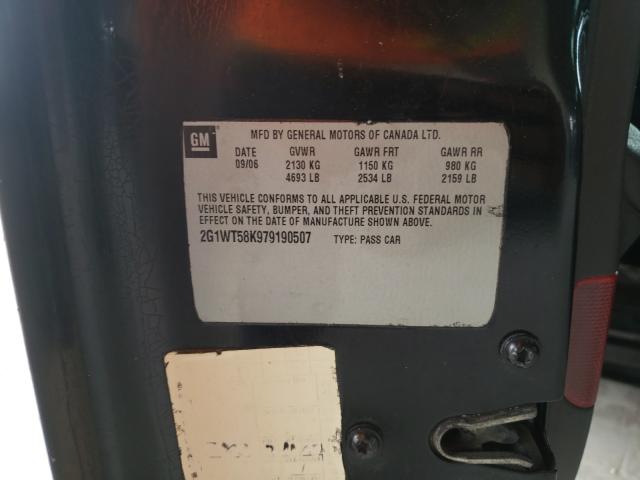 GM
MFD BY GENERAL MOTORS OF CANADA LTD.
DATE GVWR GAWR FRT GAWR RR
09/06 2130 KG 1150 KG 980 KG
4693 LB 2534 LB 2159 LB
THIS VEHICLE CONFORMS TO ALL APPLICABLE U.S. FEDERAL MOTOR
VEHICLE SAFETY, BUMPER, AND THEFT PREVENTION STANDARDS IN
EFFECT ON THE DATE OF MANUFACTURE SHOWN ABOVE.
2G1WT58K979190507 TYPE: PASS CAR